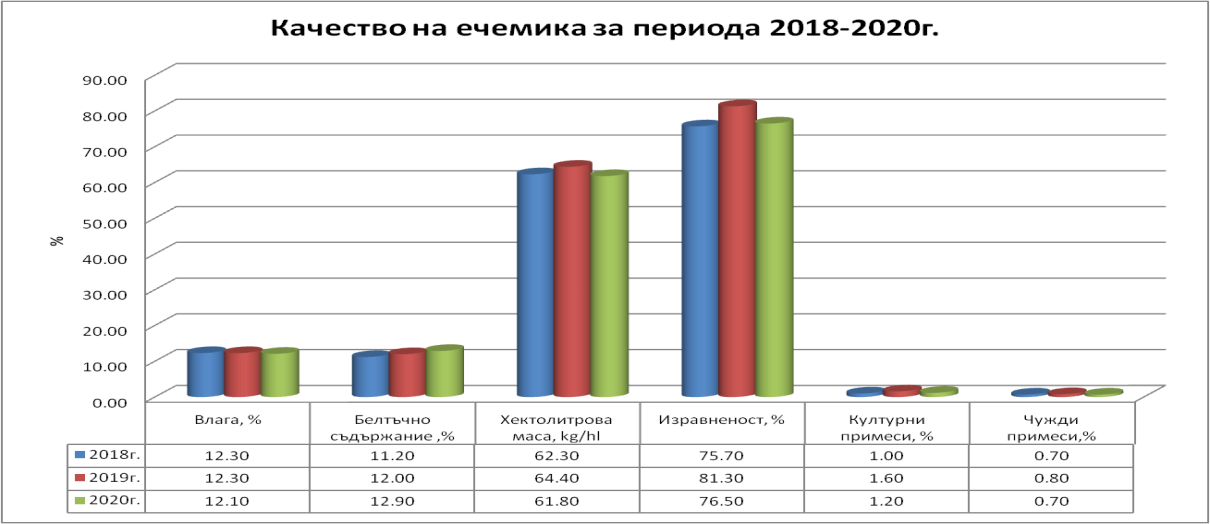 Качество на ечемика за периода 2018-2020г.
90.00
80.00
70.00
60.00
50.00
40.00
30.00
20.00
10.00
0.00
%
Влага, %
Белтъчно
съдържание ,%
Хектолитрова
маса, kg/hl
Изравненост, %
Културни
примеси, %
Чужди
примеси,%
2018г. 12.30 11.20 62.30 75.70 1.00 0.70
2019г. 12.30 12.00 64.40 81.30 1.60 0.80
2020г. 12.10 12.90 61.80 76.50 1.20 0.70